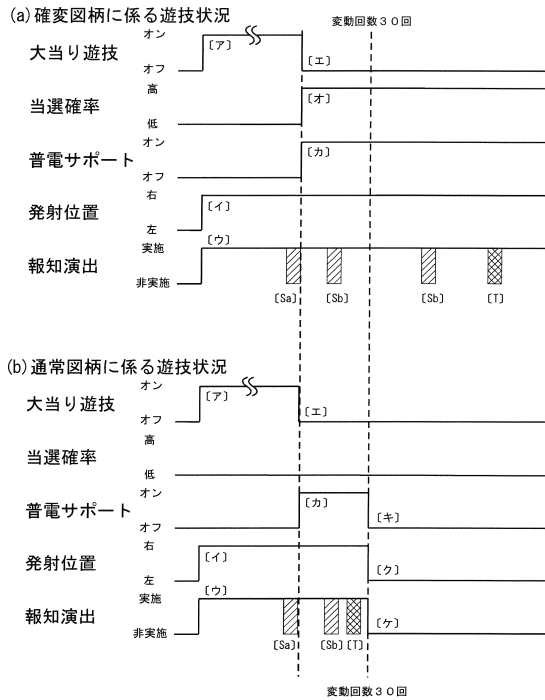 (a)確変図柄に係る遊技状況
変動回数30回
大当り遊技
オン
オフ
〔ア〕
〔エ〕
当選確率
高
低
〔オ〕
普電サポート
オン
オフ
〔カ〕
発射位置
右
左
〔イ〕
報知演出
実施
非実施
〔ウ〕
〔Sa〕
〔Sb〕
〔Sb〕
〔T〕
(b)通常図柄に係る遊技状況
大当り遊技
オン
オフ
〔ア〕
〔エ〕
当選確率
高
低
普電サポート
オン
オフ
〔カ〕
〔キ〕
発射位置
右
左
〔イ〕
〔ク〕
報知演出
実施
非実施
〔ウ〕
〔ケ〕
〔Sa〕
〔Sb〕
〔T〕
変動回数30回